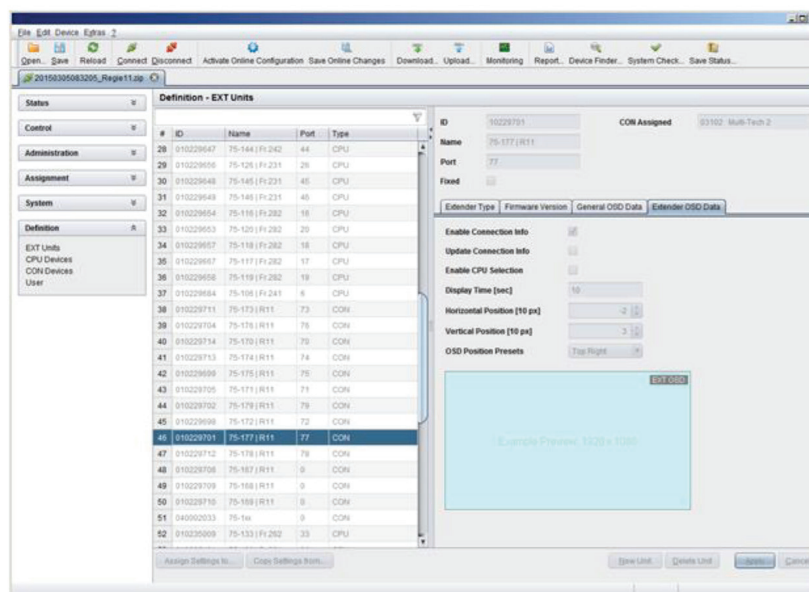 File Edit Device Extras ?
Open... Save Reload Connect Disconnect Activate Online Configuration Save Online Changes Download... Upload... Monitoring Report... Device Finder... System Check... Save Status...
20150305083205_Regie11.zip
Status
Control
Administration
Assignment
System
Definition
EXT Units
CPU Devices
CON Devices
User
Definition - EXT Units
# ID Name Port Type
28 010229647 75-144 | Fr.242 44 CPU
29 010229656 75-126 | Fr.231 26 CPU
30 010229648 75-145 | Fr.231 45 CPU
31 010229649 75-146 | Fr.231 46 CPU
32 010229654 75-116 | Fr.282 16 CPU
33 010229653 75-120 | Fr.282 20 CPU
34 010229657 75-118 | Fr.282 18 CPU
35 010229667 75-117 | Fr.282 17 CPU
36 010229658 75-119 | Fr.282 19 CPU
37 010229684 75-106 | Fr.241 6 CPU
38 010229711 75-173 | R11 73 CON
39 010229704 75-176 | R11 76 CON
40 010229714 75-170 | R11 70 CON
41 010229713 75-174 | R11 74 CON
42 010229699 75-175 | R11 75 CON
43 010229705 75-171 | R11 71 CON
44 010229702 75-179 | R11 79 CON
45 010229698 75-172 | R11 72 CON
46 010229701 75-177 | R11 77 CON
47 010229712 75-178 | R11 78 CON
48 010229708 75-167 | R11 0 CON
49 010229709 75-168 | R11 0 CON
50 010229710 75-169 | R11 0 CON
51 040002033 75-1xx 0 CON
52 010235009 75-133 | Fr.262 33 CPU
Assign Settings to... Copy Settings from...
ID 10229701 CON Assigned 03102 Multi-Tech 2
Name 75-177 | R11
Port 77
Fixed
Extender Type Firmware Version General OSD Data Extender OSD Data
Enable Connection Info
Update Connection Info
Enable CPU Selection
Display Time [sec] 10
Horizontal Position [10 px] -2
Vertical Position [10 px] 3
OSD Position Presets Top Right
EXT OSD
Example Preview: 1920 x 1080
New Unit Delete Unit Apply Cancel